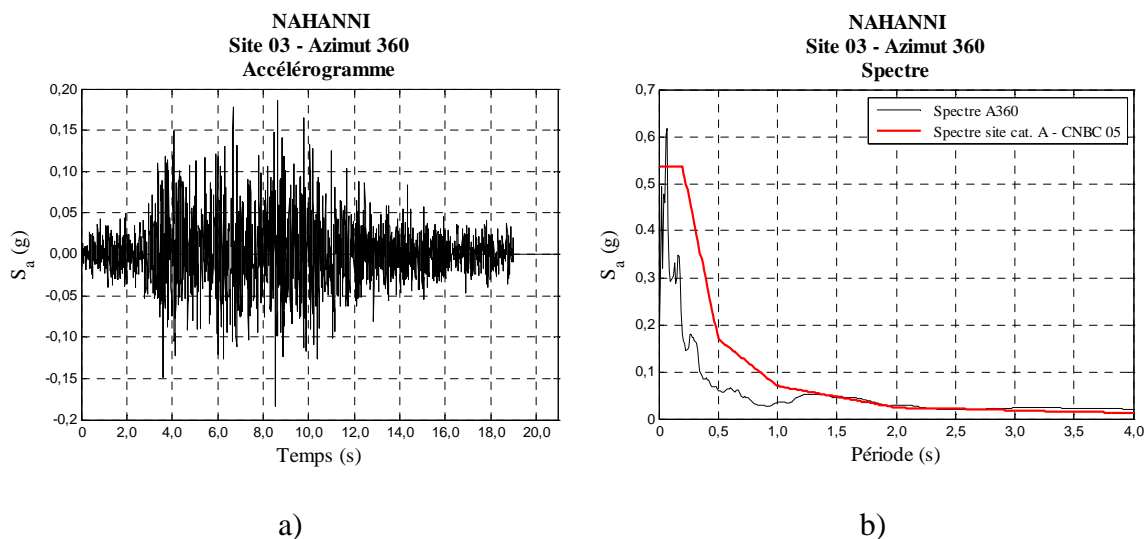 NAHANNI
Site 03 - Azimut 360
Accélérogramme
0,20
0,15
0,10
0,05
0,00
-0,05
-0,10
-0,15
-0,2
S a (g)
0
2,0
4,0
6,0
8,0
10,0
12,0
14,0
16,0
18,0
20,0
Temps (s)
a)
NAHANNI
Site 03 - Azimut 360
Spectre
Spectre A360
Spectre site cat. A - CNBC 05
0,7
0,6
0,5
0,4
0,3
0,2
0,1
0
S a (g)
0
0,5
1,0
1,5
2,0
2,5
3,0
3,5
4,0
Période (s)
b)